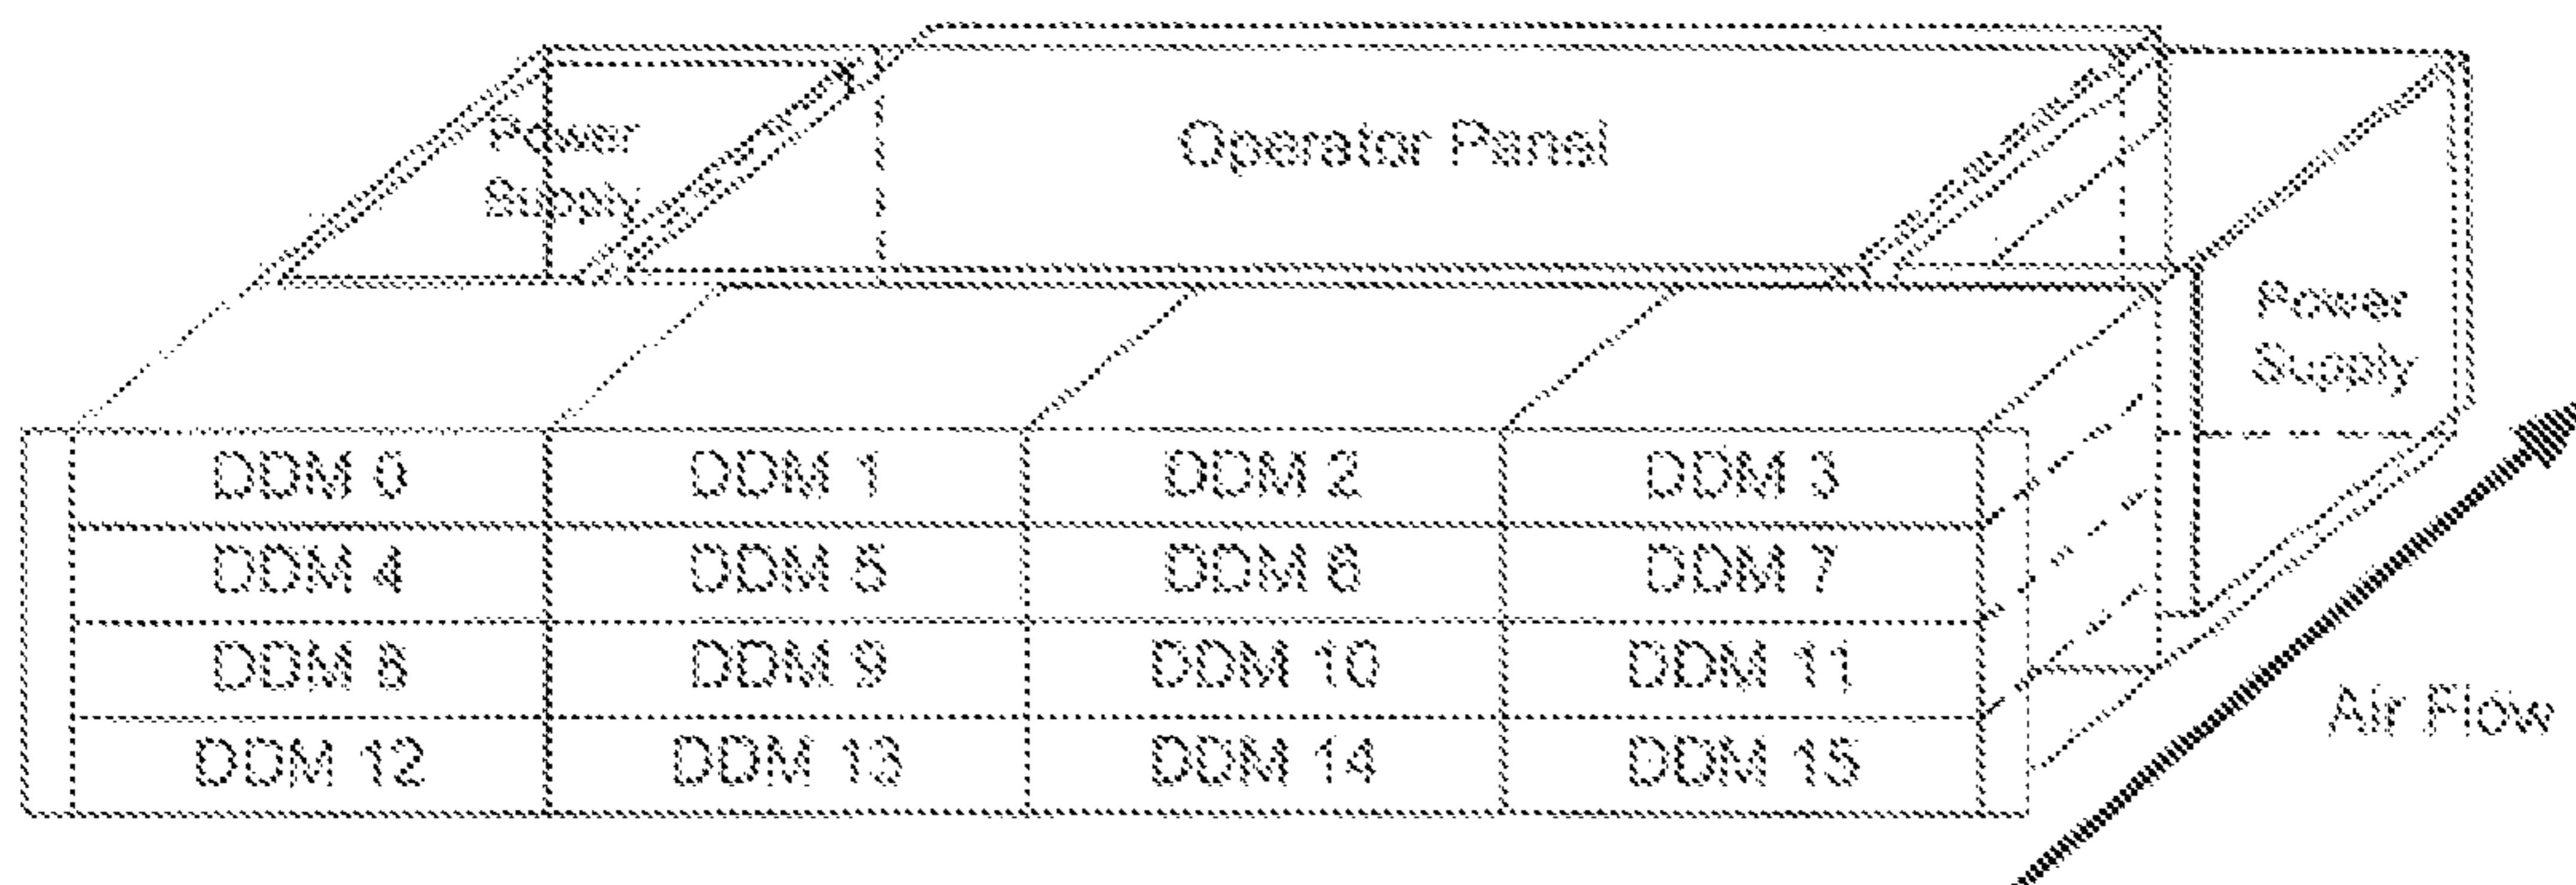 Power
Supply
Operator Panel
Power
Supply
DDM 0
DDM 1
DDM 2
DDM 3
DDM 4
DDM 5
DDM 6
DDM 7
DDM 8
DDM 9
DDM 10
DDM 11
DDM 12
DDM 13
DDM 14
DDM 15
Air Flow